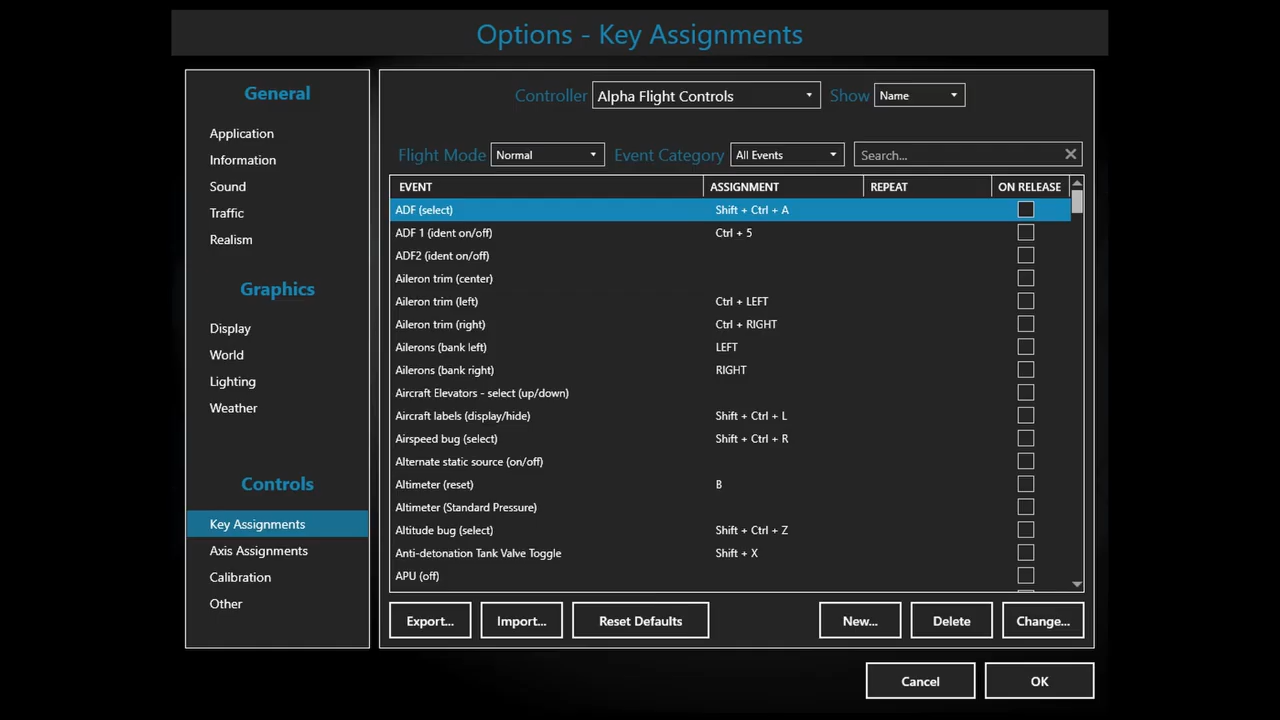 Options - Key Assignments
General
Application
Information
Sound
Traffic
Realism
Graphics
Display
World
Lighting
Weather
Controls
Key Assignments
Axis Assignments
Calibration
Other
Controller Alpha Flight Controls Show Name
Flight Mode Normal Event Category All Events Search...
EVENT ASSIGNMENT REPEAT ON RELEASE
ADF (select) Shift + Ctrl + A
ADF 1 (ident on/off) Ctrl + 5
ADF2 (ident on/off)
Aileron trim (center)
Aileron trim (left) Ctrl + LEFT
Aileron trim (right) Ctrl + RIGHT
Ailerons (bank left) LEFT
Ailerons (bank right) RIGHT
Aircraft Elevators - select (up/down)
Aircraft labels (display/hide) Shift + Ctrl + L
Airspeed bug (select) Shift + Ctrl + R
Alternate static source (on/off)
Altimeter (reset) B
Altimeter (Standard Pressure)
Altitude bug (select) Shift + Ctrl + Z
Anti-detonation Tank Valve Toggle Shift + X
APU (off)
Export... Import... Reset Defaults New... Delete Change...
Cancel OK